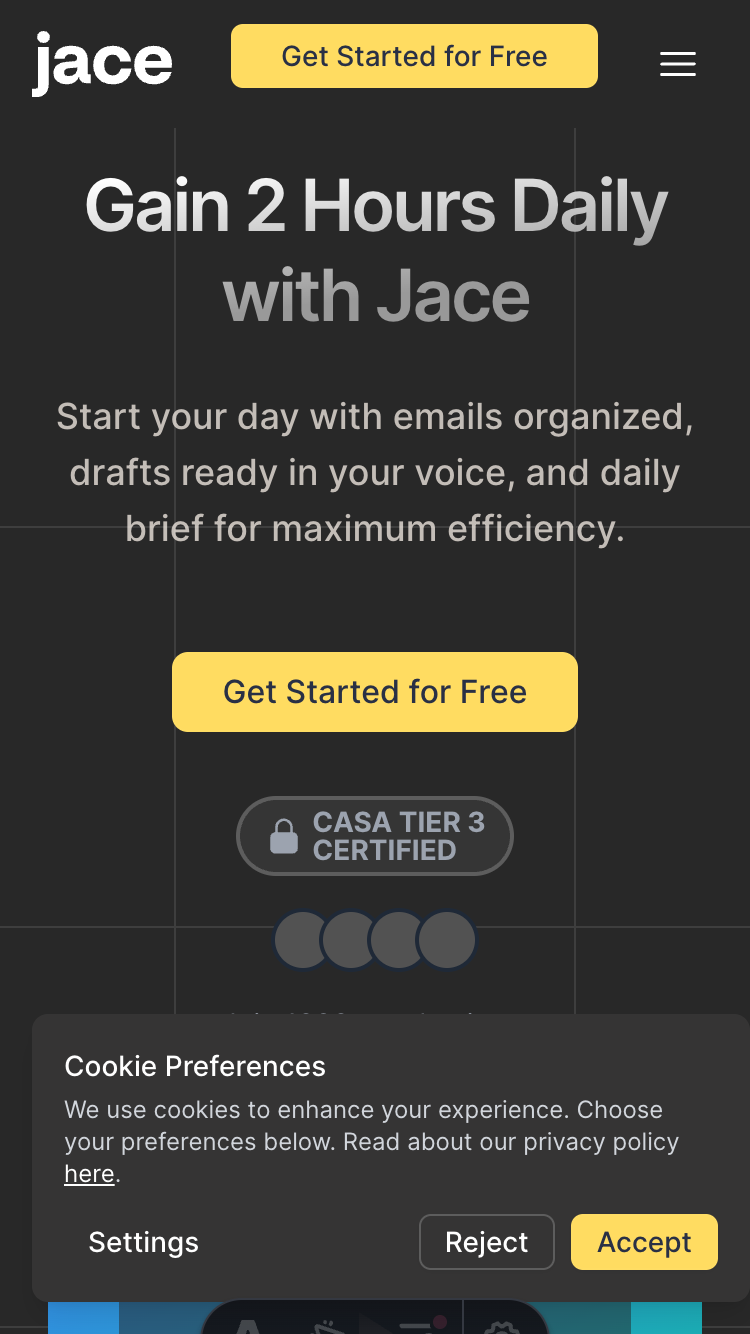 jace
Get Started for Free
Gain 2 Hours Daily
with Jace
Start your day with emails organized,
drafts ready in your voice, and daily
brief for maximum efficiency.
Get Started for Free
CASA TIER 3
CERTIFIED
Cookie Preferences
We use cookies to enhance your experience. Choose
your preferences below. Read about our privacy policy
here.
Settings
Reject
Accept